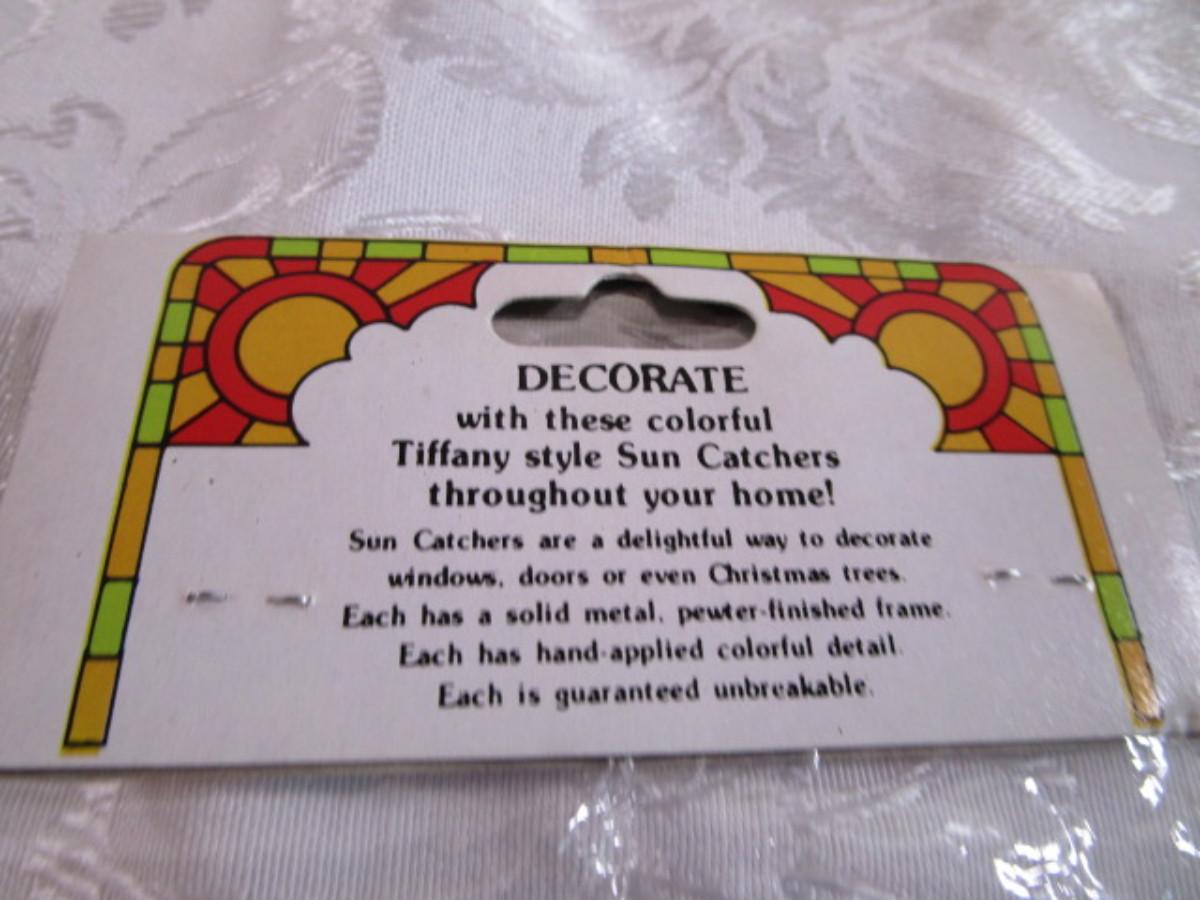 DECORATE
with these colorful
Tiffany style Sun Catchers
throughout your home!
Sun Catchers are a delightful way to decorate
windows, doors or even Christmas trees.
Each has a solid metal, pewter-finished frame.
Each has hand-applied colorful detail.
Each is guaranteed unbreakable.